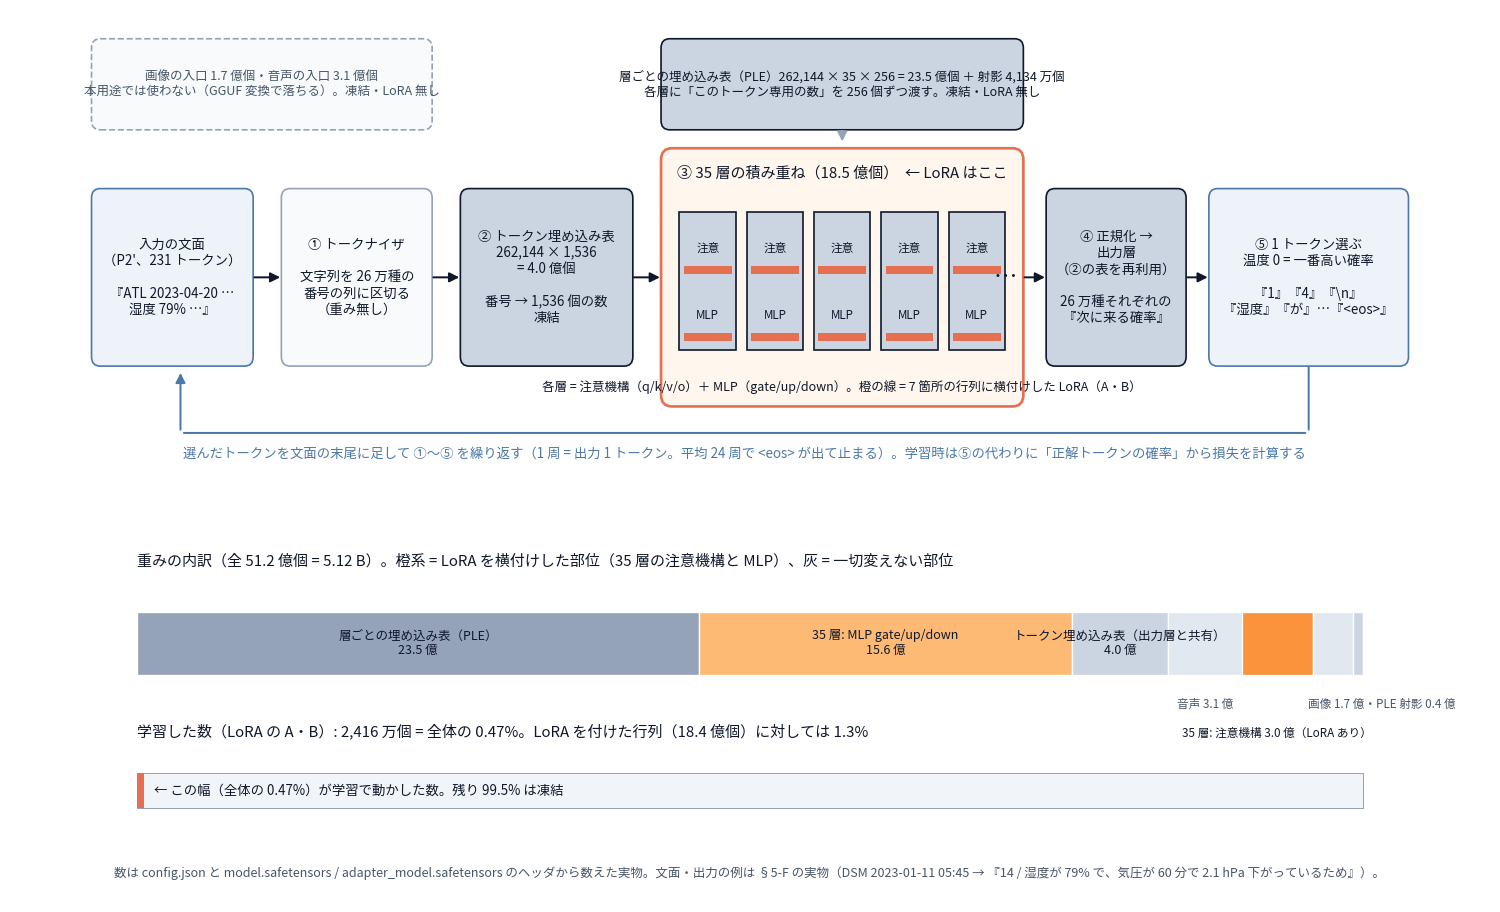 画像の入口 1.7 億個・音声の入口 3.1 億個
本用途では使わない（GGUF 変換で落ちる）。凍結・LoRA 無し
層ごとの埋め込み表（PLE）262,144 × 35 × 256 = 23.5 億個 ＋ 射影 4,134 万個
各層に「このトークン専用の数」を 256 個ずつ渡す。凍結・LoRA 無し
入力の文面
（P2'、231 トークン）
『ATL 2023-04-20 …
湿度 79% …』
① トークナイザ
文字列を 26 万種の
番号の列に区切る
（重み無し）
② トークン埋め込み表
262,144 × 1,536
= 4.0 億個
番号 → 1,536 個の数
凍結
③ 35 層の積み重ね（18.5 億個） ← LoRA はここ
注意
注意
注意
注意
注意
…
MLP
MLP
MLP
MLP
MLP
各層 = 注意機構（q/k/v/o）＋ MLP（gate/up/down）。橙の線 = 7 箇所の行列に横付けした LoRA（A・B）
④ 正規化 →
出力層
（②の表を再利用）
26 万種それぞれの
『次に来る確率』
⑤ 1 トークン選ぶ
温度 0 = 一番高い確率
『1』『4』『\n』
『湿度』『が』…『<eos>』
選んだトークンを文面の末尾に足して ①〜⑤ を繰り返す（1 周 = 出力 1 トークン。平均 24 周で <eos> が出て止まる）。学習時は⑤の代わりに「正解トークンの確率」から損失を計算する
重みの内訳（全 51.2 億個 = 5.12 B）。橙系 = LoRA を横付けした部位（35 層の注意機構と MLP）、灰 = 一切変えない部位
層ごとの埋め込み表（PLE）
23.5 億
35 層: MLP gate/up/down
15.6 億
トークン埋め込み表（出力層と共有）
4.0 億
音声 3.1 億
画像 1.7 億・PLE 射影 0.4 億
35 層: 注意機構 3.0 億（LoRA あり）
学習した数（LoRA の A・B）: 2,416 万個 = 全体の 0.47%。LoRA を付けた行列（18.4 億個）に対しては 1.3%
← この幅（全体の 0.47%）が学習で動かした数。残り 99.5% は凍結
数は config.json と model.safetensors / adapter_model.safetensors のヘッダから数えた実物。文面・出力の例は §5-F の実物（DSM 2023-01-11 05:45 → 『14 / 湿度が 79% で、気圧が 60 分で 2.1 hPa 下がっているため』）。